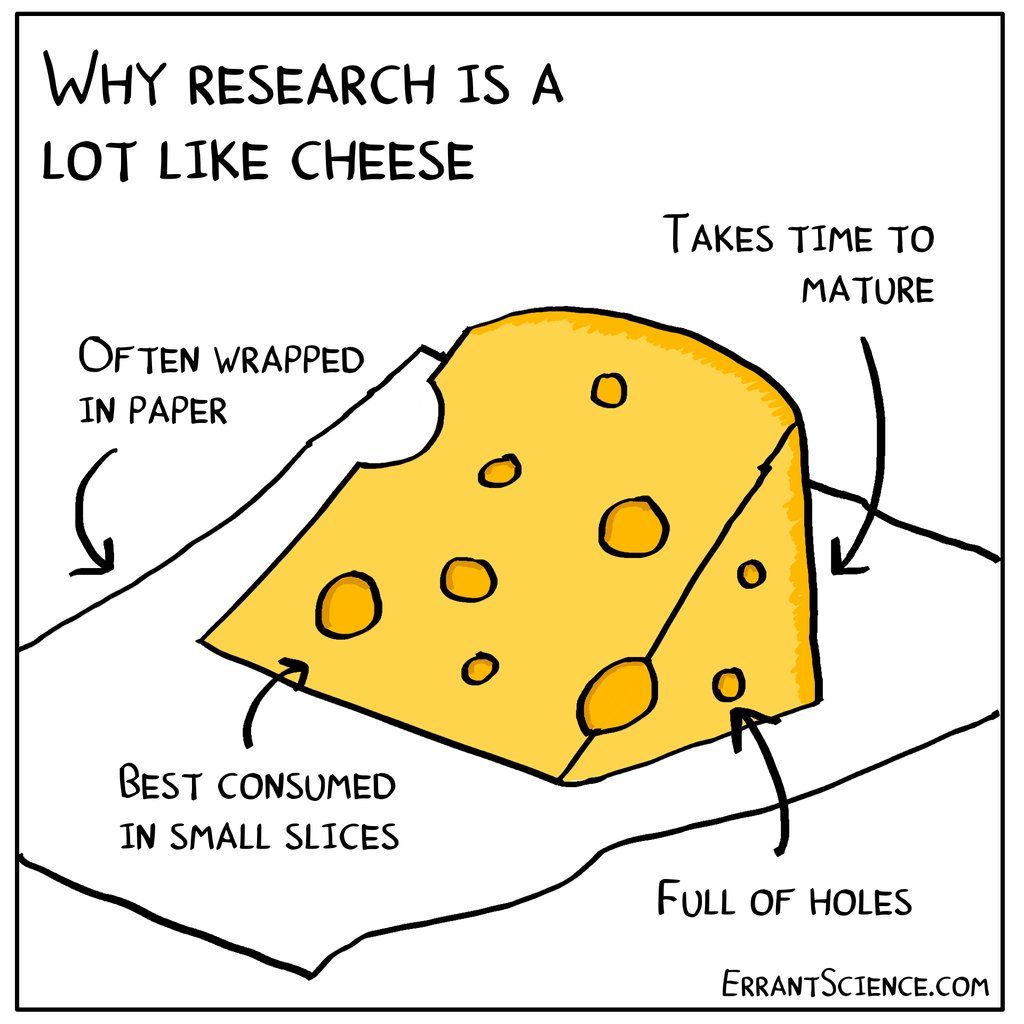 WHY RESEARCH IS A
LOT LIKE CHEESE
TAKES TIME TO
MATURE
OFTEN WRAPPED
IN PAPER
BEST CONSUMED
IN SMALL SLICES
FULL OF HOLES
ERRANTSCIENCE.COM